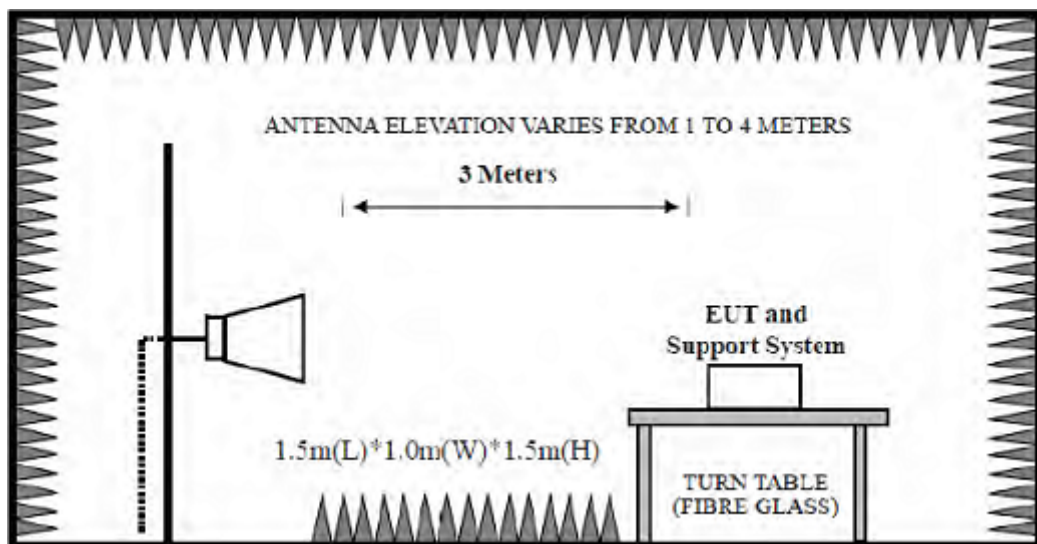 ANTENNA ELEVATION VARIES FROM 1 TO 4 METERS
3 Meters
EUT and
Support System
1.5m(L)*1.0m(W)*1.5m(H)
TURN TABLE
(FIBRE GLASS)